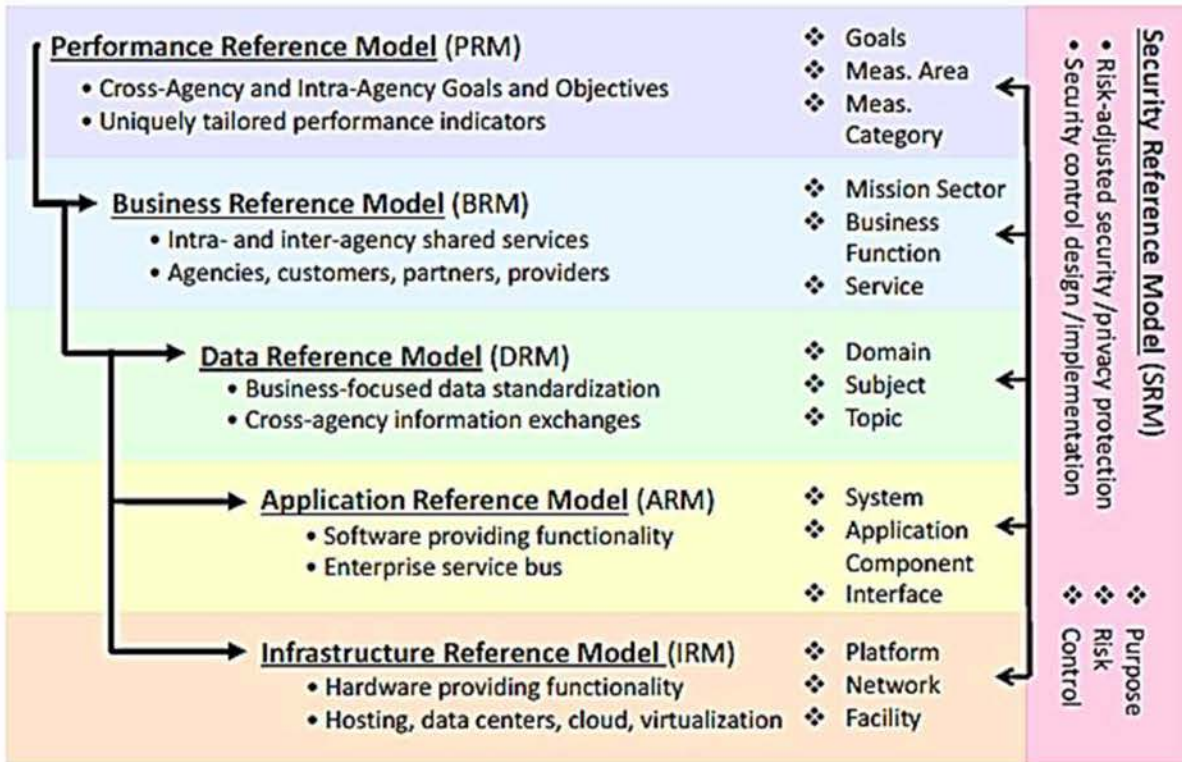 Performance Reference Model (PRM)
• Cross-Agency and Intra-Agency Goals and Objectives
• Uniquely tailored performance indicators
❖ Goals
❖ Meas. Area
❖ Meas.
Category
Business Reference Model (BRM)
• Intra- and inter-agency shared services
• Agencies, customers, partners, providers
❖ Mission Sector
❖ Business
Function
❖ Service
Data Reference Model (DRM)
• Business-focused data standardization
• Cross-agency information exchanges
❖ Domain
❖ Subject
❖ Topic
Application Reference Model (ARM)
• Software providing functionality
• Enterprise service bus
❖ System
❖ Application
Component
❖ Interface
Infrastructure Reference Model (IRM)
• Hardware providing functionality
• Hosting, data centers, cloud, virtualization
❖ Platform
❖ Network
❖ Facility
Security Reference Model (SRM)
• Risk-adjusted security/privacy protection
• Security control design/implementation
❖ Purpose
❖ Risk
❖ Control